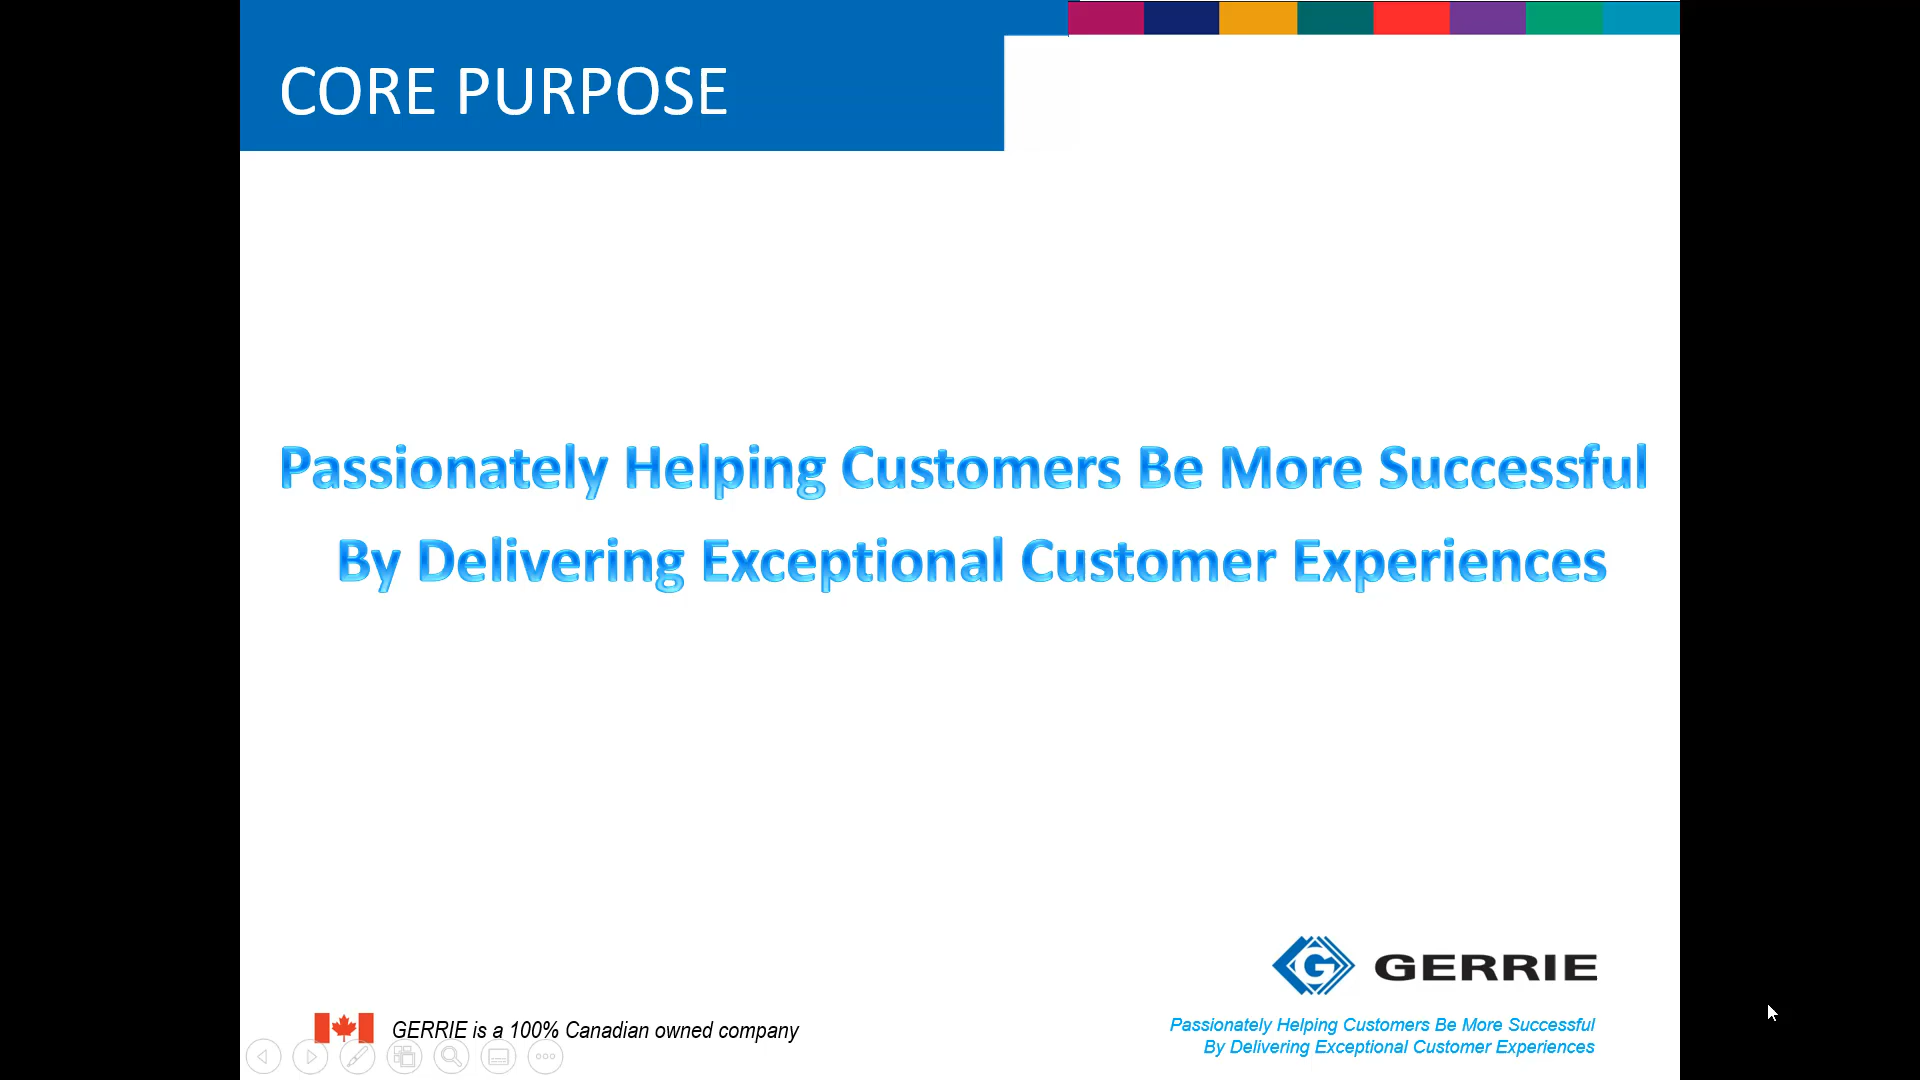 CORE PURPOSE
Passionately Helping Customers Be More Successful
By Delivering Exceptional Customer Experiences
G GERRIE
GERRIE is a 100% Canadian owned company
Passionately Helping Customers Be More Successful
By Delivering Exceptional Customer Experiences